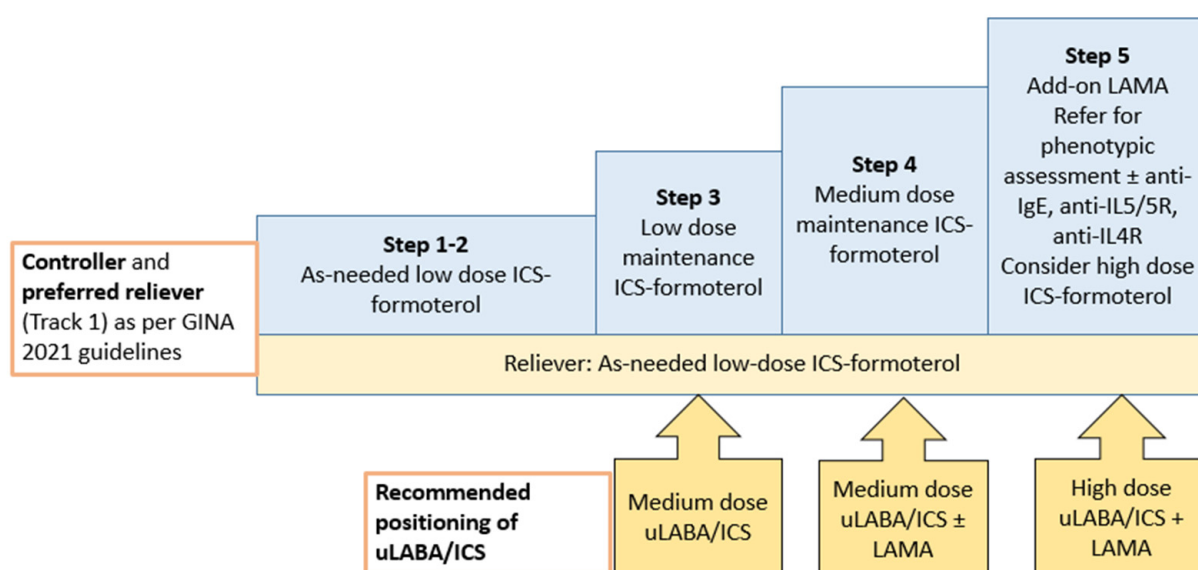 Controller and
preferred reliever
(Track 1) as per GINA
2021 guidelines
Step 1-2
As-needed low dose ICS-
formoterol
Step 3
Low dose
maintenance
ICS-formoterol
Step 4
Medium dose
maintenance ICS-
formoterol
Step 5
Add-on LAMA
Refer for
phenotypic
assessment ± anti-
IgE, anti-IL5/5R,
anti-IL4R
Consider high dose
ICS-formoterol
Reliever: As-needed low-dose ICS-formoterol
Recommended
positioning of
uLABA/ICS
Medium dose
uLABA/ICS
Medium dose
uLABA/ICS ±
LAMA
High dose
uLABA/ICS +
LAMA